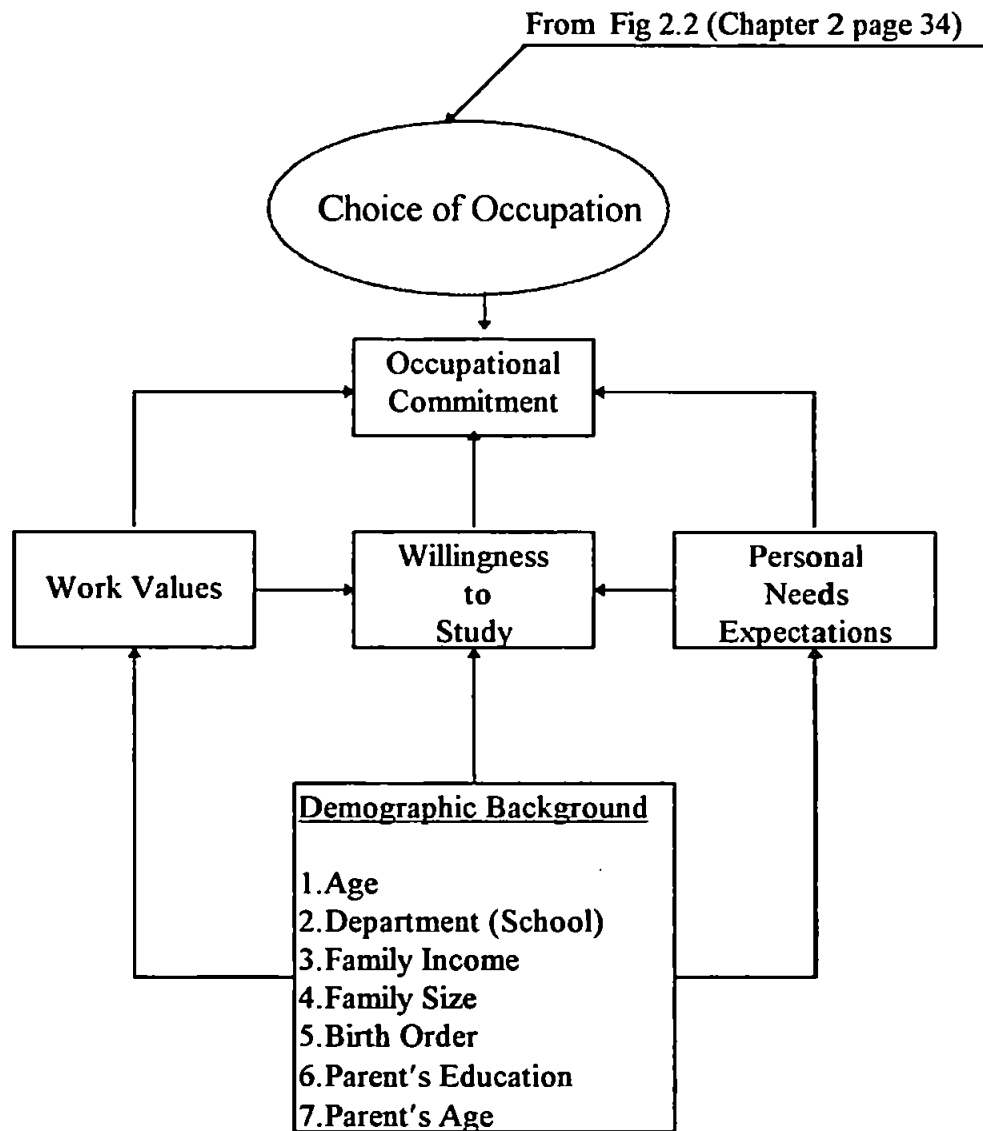 From Fig 2.2 (Chapter 2 page 34)
Choice of Occupation
Occupational
Commitment
Work Values
Willingness
to
Study
Personal
Needs
Expectations
Demographic Background
1.Age
2.Department (School)
3.Family Income
4.Family Size
5.Birth Order
6.Parent's Education
7.Parent's Age